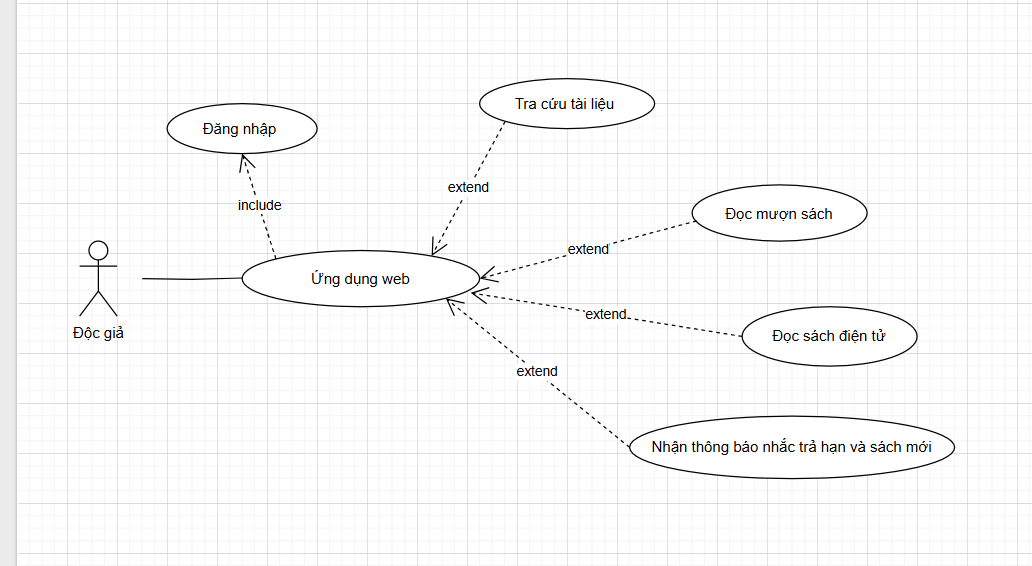 Tra cứu tài liệu
Đăng nhập
extend
include
Đọc mượn sách
extend
Ứng dụng web
extend
Độc giả
Đọc sách điện tử
extend
Nhận thông báo nhắc trả hạn và sách mới